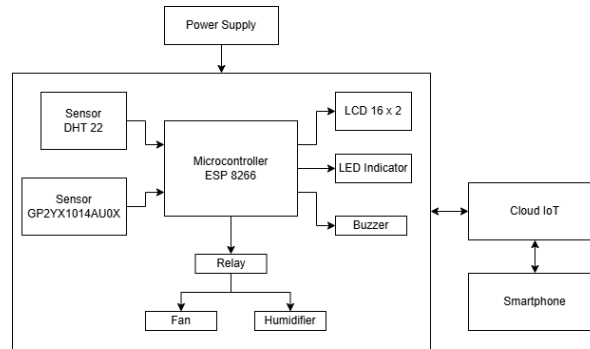 Power Supply
Sensor
DHT 22
LCD 16 x 2
Microcontroller
ESP 8266
LED Indicator
Sensor
GP2YX1014AU0X
Buzzer
Cloud IoT
Relay
Fan
Humidifier
Smartphone